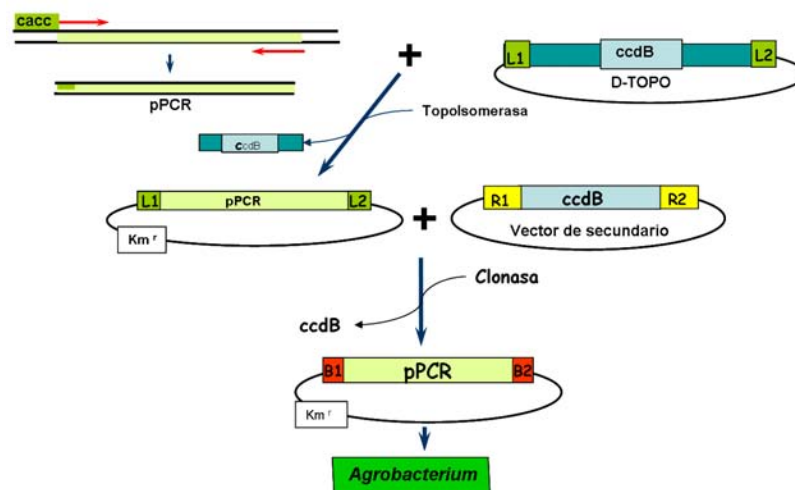 cacc
pPCR
+
L1
ccdB
L2
D-TOPO
TopoIsomerasa
ccdB
L1
pPCR
L2
Km r
+
R1
ccdB
R2
Vector de secundario
Clonasa
ccdB
B1
pPCR
B2
Km r
Agrobacterium